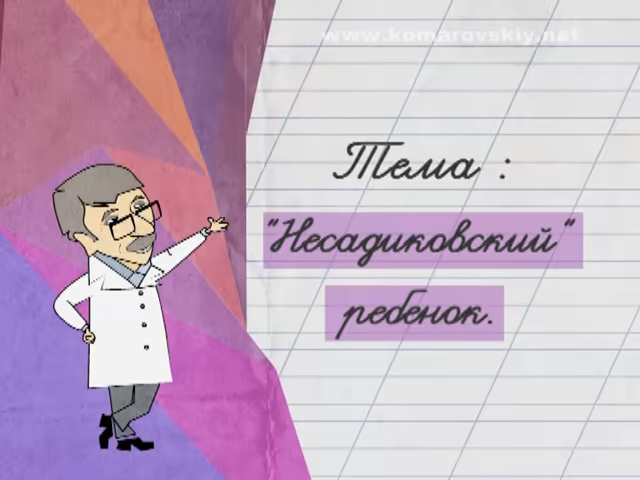 www.komarovskiy.net
Тема :
"Несадиковский"
ребенок.